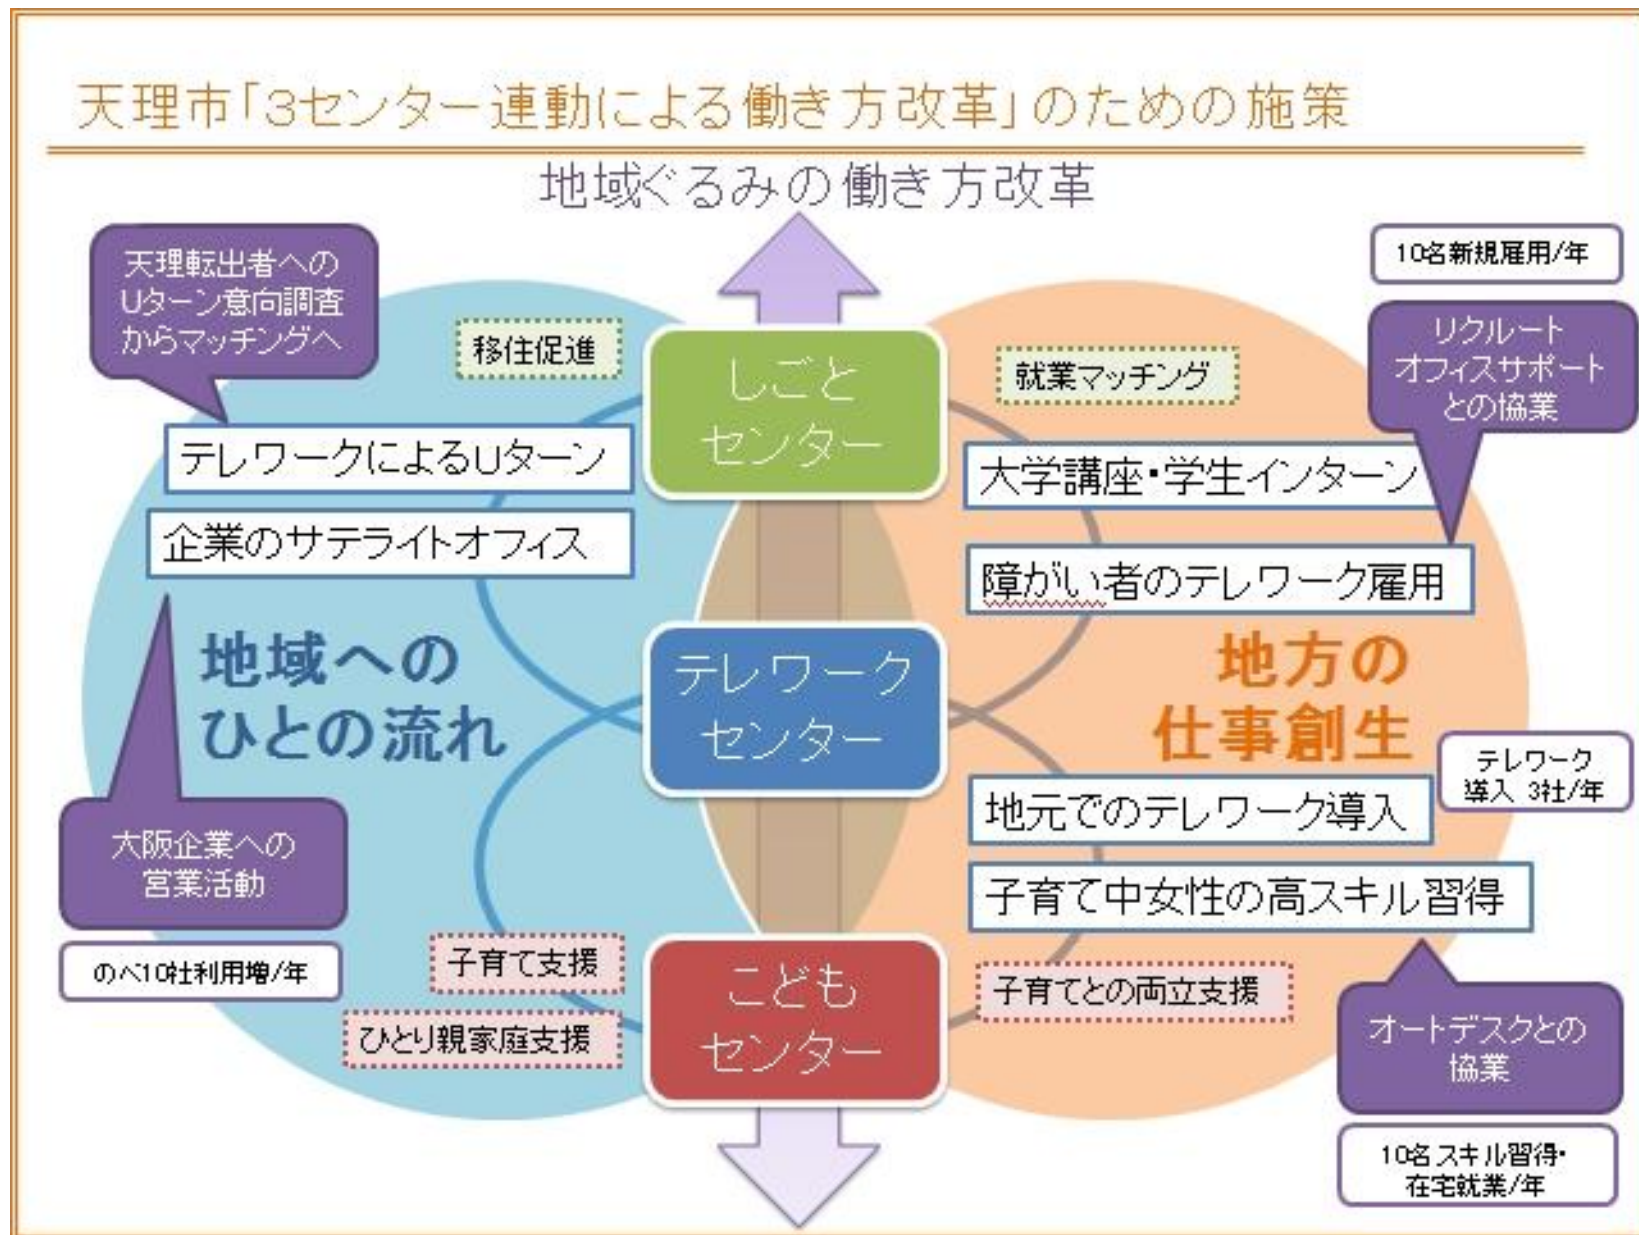 天理市「3センター連動による働き方改革」のための施策
地域ぐるみの働き方改革
天理転出者への
Uターン意向調査
からマッチングへ
移住促進
テレワークによるUターン
企業のサテライトオフィス
地域への
ひとの流れ
大阪企業への
営業活動
のべ10社利用増/年
子育て支援
ひとり親家庭支援
しごと
センター
テレワーク
センター
こども
センター
10名新規雇用/年
リクルート
オフィスサポート
との協業
就業マッチング
大学講座・学生インターン
障がい者のテレワーク雇用
地方の
仕事創生
テレワーク
導入 3社/年
地元でのテレワーク導入
子育て中女性の高スキル習得
子育てとの両立支援
オートデスクとの
協業
10名スキル習得・
在宅就業/年